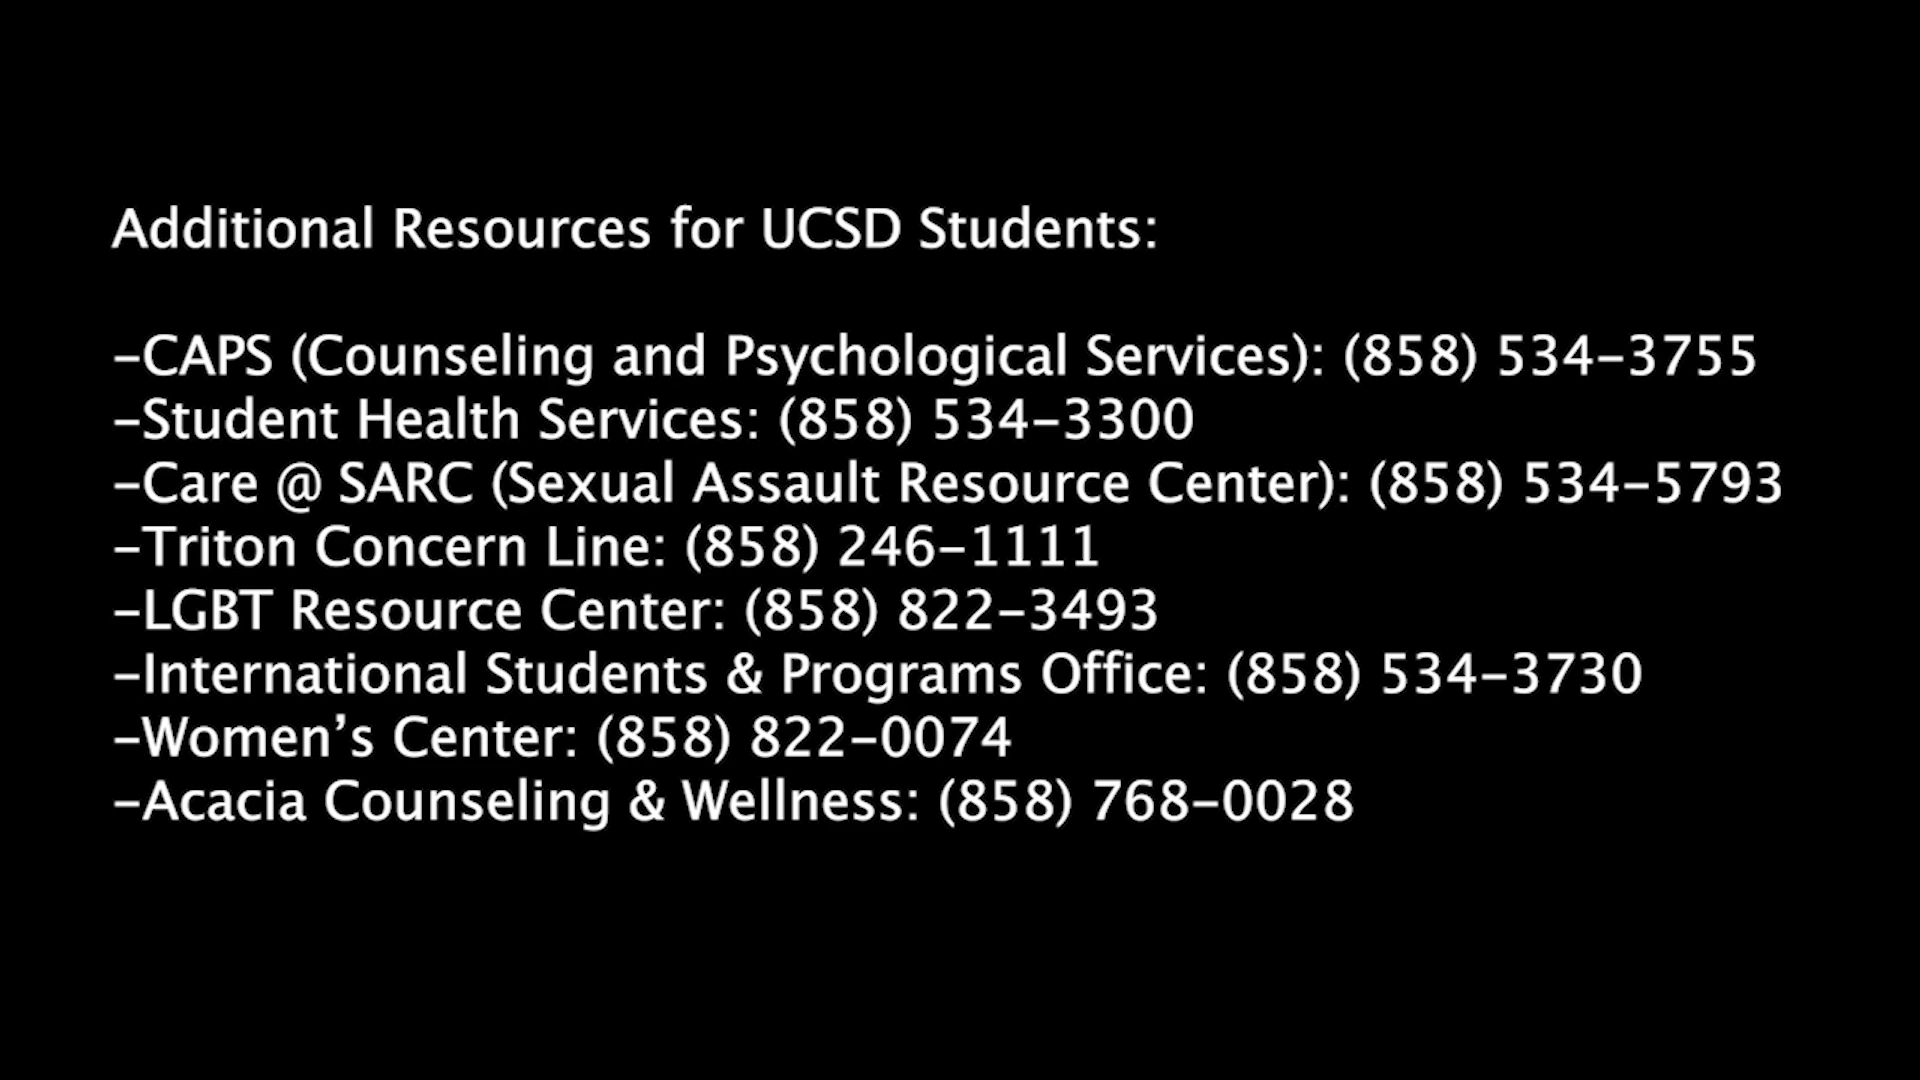 Additional Resources for UCSD Students:
-CAPS (Counseling and Psychological Services): (858) 534-3755
-Student Health Services: (858) 534-3300
-Care @ SARC (Sexual Assault Resource Center): (858) 534-5793
-Triton Concern Line: (858) 246-1111
-LGBT Resource Center: (858) 822-3493
-International Students & Programs Office: (858) 534-3730
-Women’s Center: (858) 822-0074
-Acacia Counseling & Wellness: (858) 768-0028